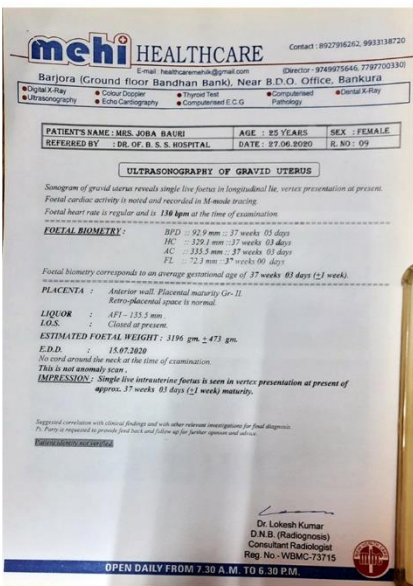 mehi HEALTHCARE
Contact : 8927916262, 9933138720
E-mail : healthcaremehik@gmail.com
(Director - 9749975646, 7797700330)
Barjora (Ground floor Bandhan Bank), Near B.D.O. Office, Bankura
●Digital X-Ray ●Colour Doppler ●Thyroid Test ●Computerised ●Dental X-Ray
●Ultrasonography ●Echo Cardiography ●Computerised E.C.G Pathology
PATIENT'S NAME : MRS. JOBA BAURI AGE : 25 YEARS SEX : FEMALE
REFERRED BY : DR. OF. B. S. S. HOSPITAL DATE : 27.06.2020 R. NO : 09
ULTRASONOGRAPHY OF GRAVID UTERUS
Sonogram of gravid uterus reveals single live foetus in longitudinal lie, vertex presentation at present.
Foetal cardiac activity is noted and recorded in M-mode tracing.
Foetal heart rate is regular and is 130 bpm at the time of examination.
FOETAL BIOMETRY : BPD :: 92.9 mm :: 37 weeks 05 days
HC :: 329.1 mm :: 37 weeks 03 days
AC :: 335.5 mm :: 37 weeks 03 days
FL :: 72.3 mm :: 37 weeks 00 days
Foetal biometry corresponds to an average gestational age of 37 weeks 03 days (±1 week).
PLACENTA : Anterior wall. Placental maturity Gr- II.
Retro-placental space is normal.
LIQUOR : AFI – 135.5 mm .
I.O.S. : Closed at present.
ESTIMATED FOETAL WEIGHT : 3196 gm. ± 473 gm.
E.D.D. : 15.07.2020
No cord around the neck at the time of examination.
This is not anomaly scan .
IMPRESSION : Single live intrauterine foetus is seen in vertex presentation at present of
approx. 37 weeks 03 days (±1 week) maturity.
Suggested correlation with clinical findings and with other relevant investigations for final diagnosis.
Pt. Party is requested to provide feed back and follow up for further opinion and advice.
Patient identity not verified.
Dr. Lokesh Kumar
D.N.B. (Radiognosis)
Consultant Radiologist
Reg. No.- WBMC-73715
OPEN DAILY FROM 7.30 A.M. TO 6.30 P.M.